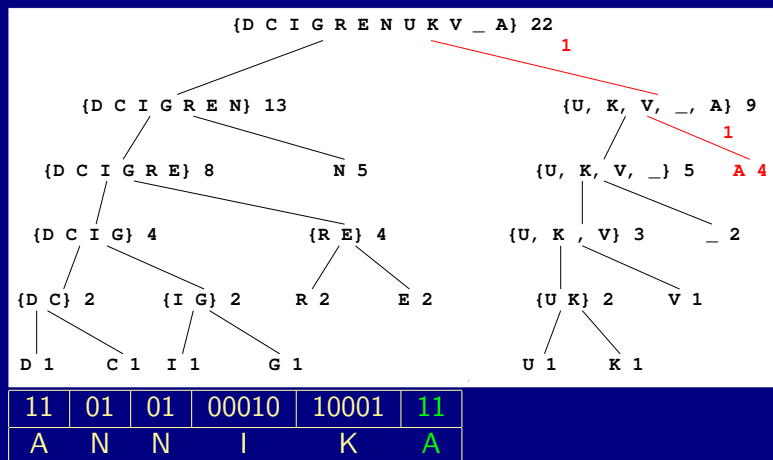 {D C I G R E N U K V _ A} 22
1
{D C I G R E N} 13 {U, K, V, _, A} 9
1
{D C I G R E} 8 N 5 {U, K, V, _} 5 A 4
{D C I G} 4 {R E} 4 {U, K , V} 3 _ 2
{D C} 2 {I G} 2 R 2 E 2 {U K} 2 V 1
D 1 C 1 I 1 G 1 U 1 K 1
11 01 01 00010 10001 11
A N N I K A